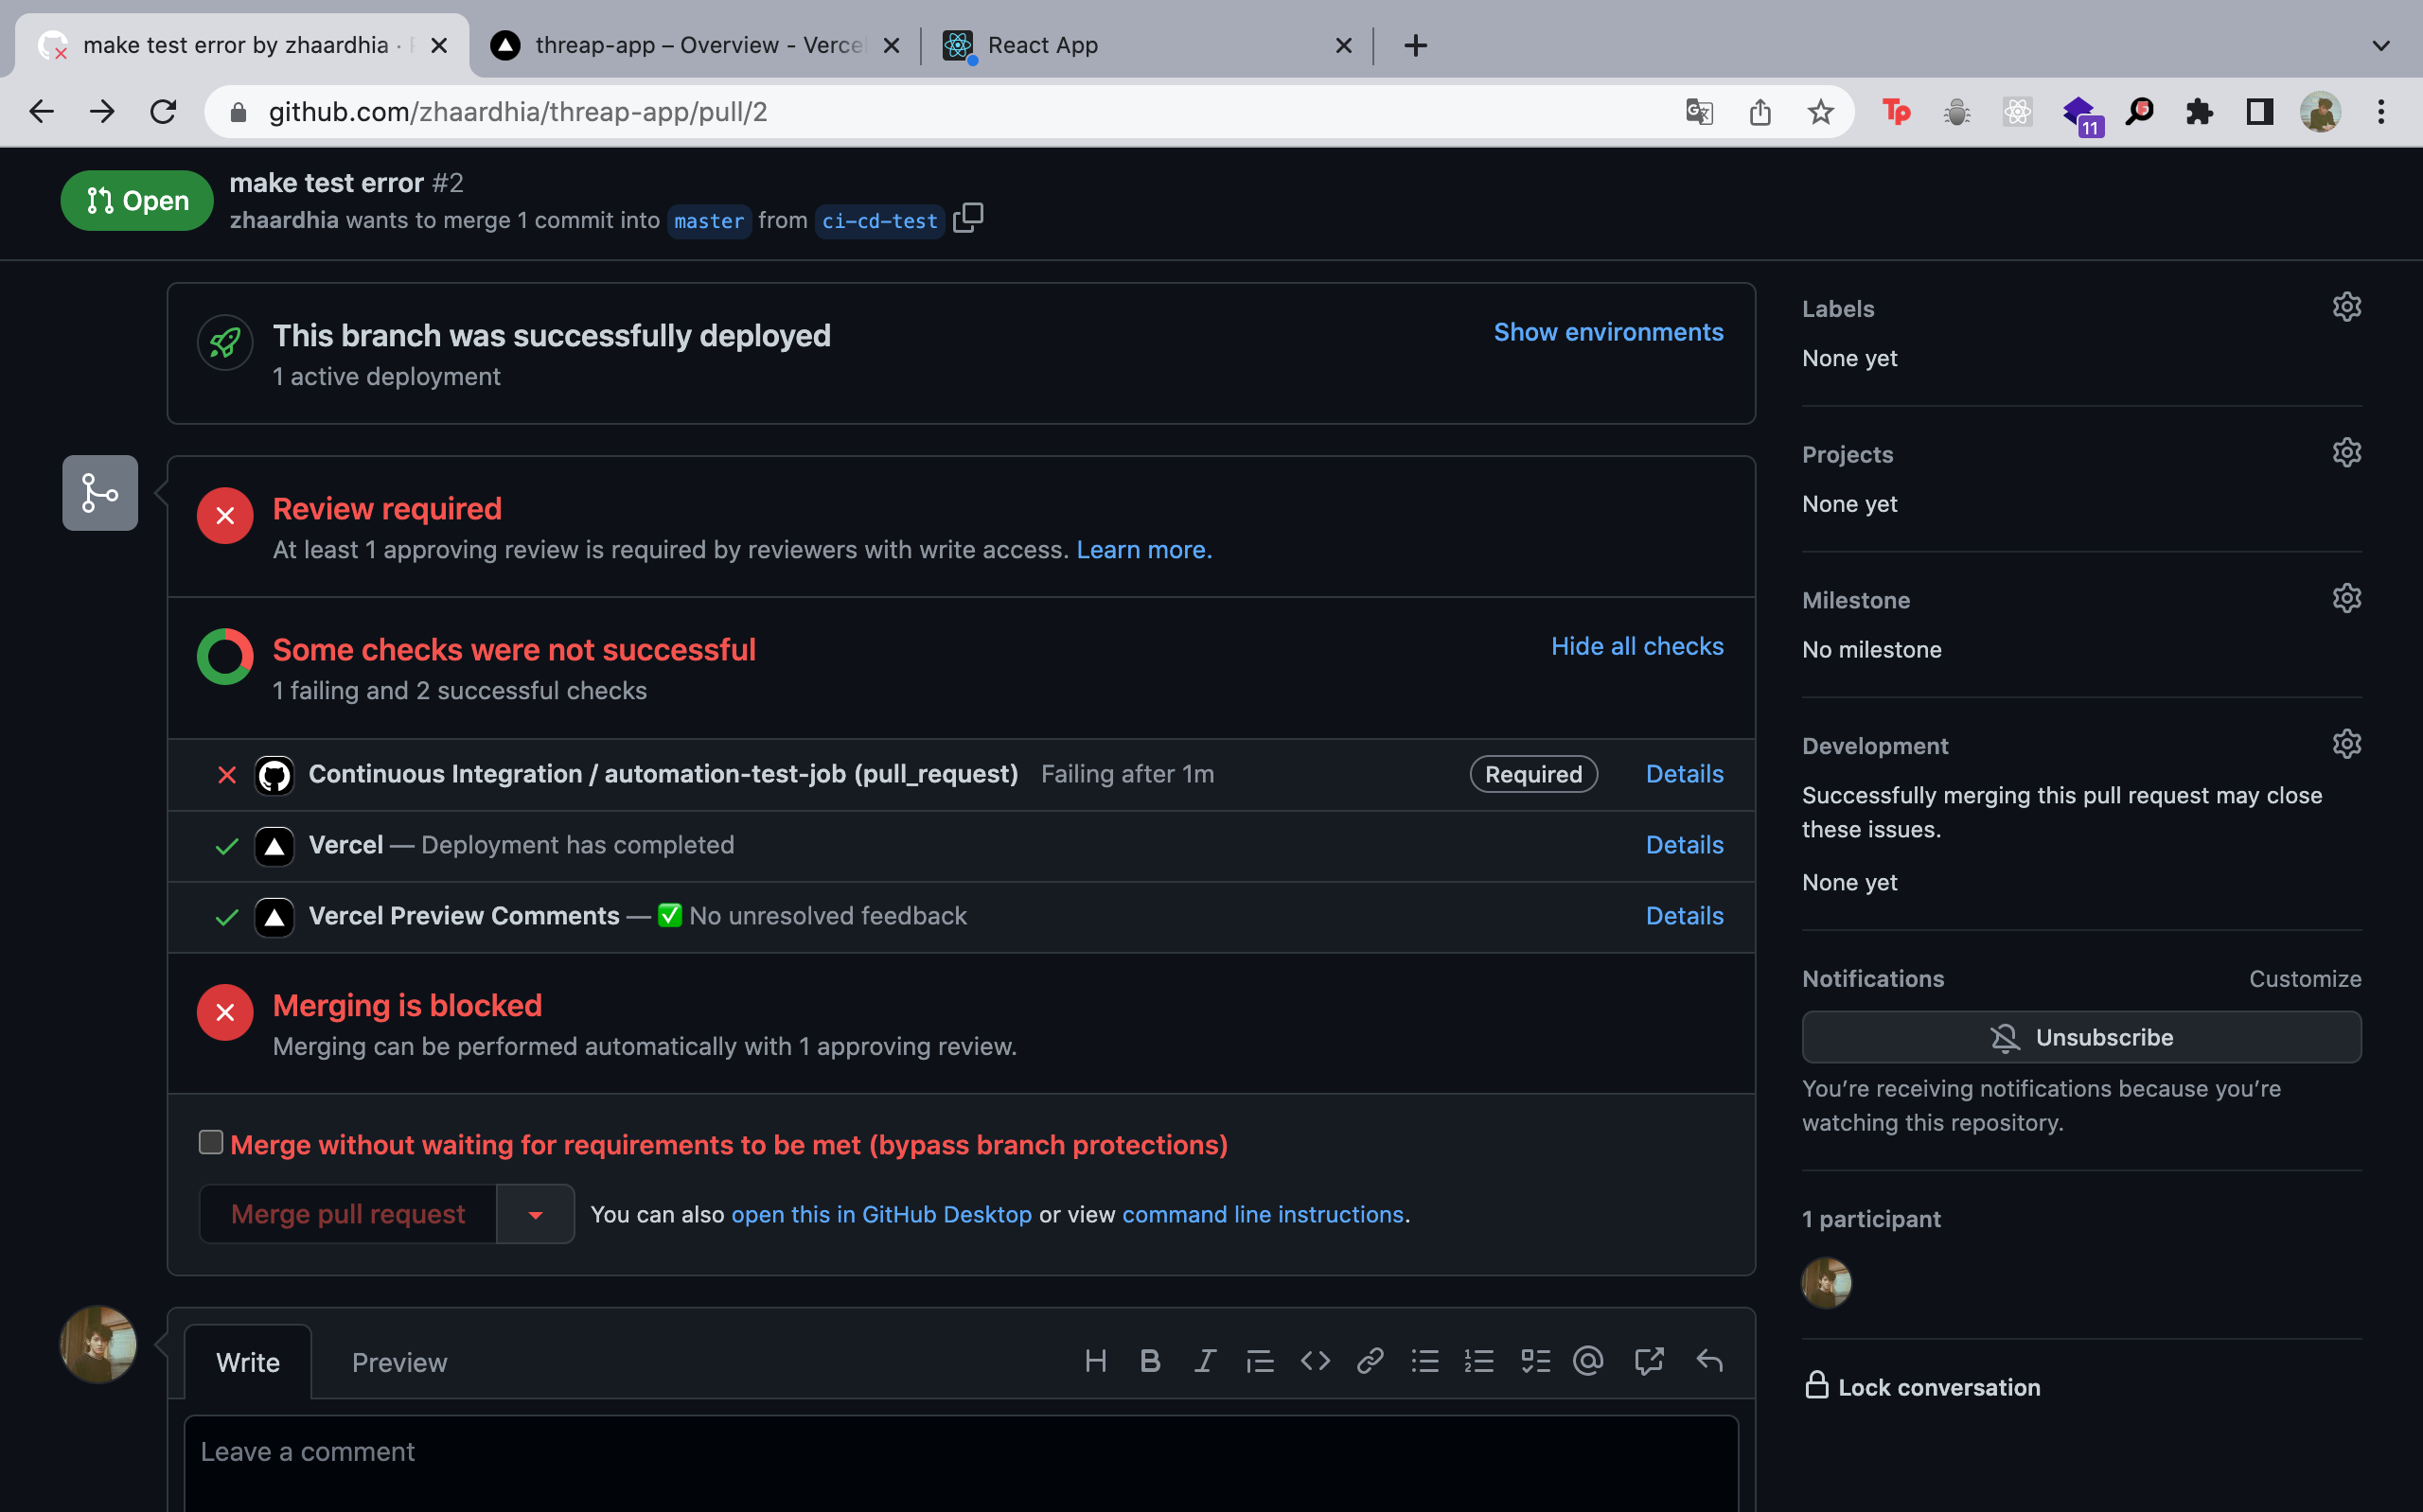 make test error by zhaardhia ·
threap-app – Overview - Verce
React App
github.com/zhaardhia/threap-app/pull/2
Tp
11
Open
make test error #2
zhaardhia wants to merge 1 commit into master from ci-cd-test
This branch was successfully deployed
Show environments
1 active deployment
Review required
At least 1 approving review is required by reviewers with write access. Learn more.
Some checks were not successful
Hide all checks
1 failing and 2 successful checks
Continuous Integration / automation-test-job (pull_request) Failing after 1m
Required
Details
Vercel — Deployment has completed
Details
Vercel Preview Comments — ✅ No unresolved feedback
Details
Merging is blocked
Merging can be performed automatically with 1 approving review.
Merge without waiting for requirements to be met (bypass branch protections)
Merge pull request
You can also open this in GitHub Desktop or view command line instructions.
Write
Preview
Leave a comment
Labels
None yet
Projects
None yet
Milestone
No milestone
Development
Successfully merging this pull request may close
these issues.
None yet
Notifications
Customize
Unsubscribe
You’re receiving notifications because you’re
watching this repository.
1 participant
Lock conversation